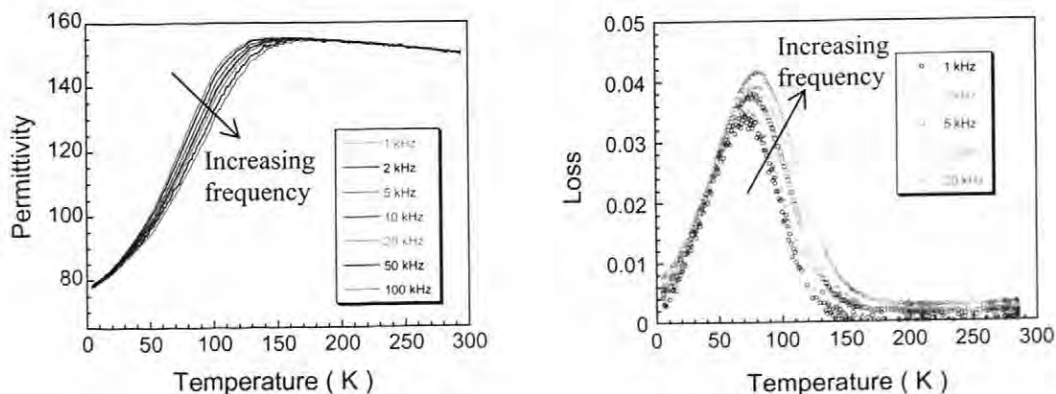 160
140
120
100
80
Permittivity
Increasing
frequency
1 kHz
2 kHz
5 kHz
10 kHz
20 kHz
50 kHz
100 kHz
0 50 100 150 200 250 300
Temperature ( K )
0.05
0.04
0.03
0.02
0.01
0
Loss
Increasing
frequency
1 kHz
kHz
5 kHz
20 kHz
0 50 100 150 200 250 300
Temperature ( K )